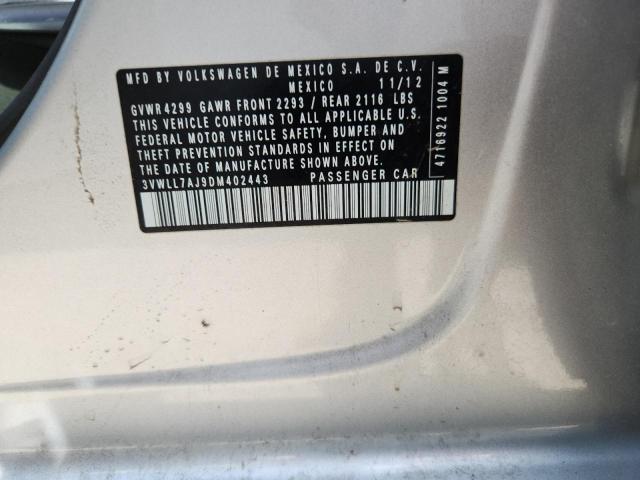 MFD BY VOLKSWAGEN DE MEXICO S.A. DE C.V.
MEXICO 11/12
GVWR 4299 GAWR FRONT 2293 / REAR 2116 LBS
THIS VEHICLE CONFORMS TO ALL APPLICABLE U.S.
FEDERAL MOTOR VEHICLE SAFETY, BUMPER AND
THEFT PREVENTION STANDARDS IN EFFECT ON
THE DATE OF MANUFACTURE SHOWN ABOVE.
3VWLL7AJ9DM402443 PASSENGER CAR
4716922 1004 M